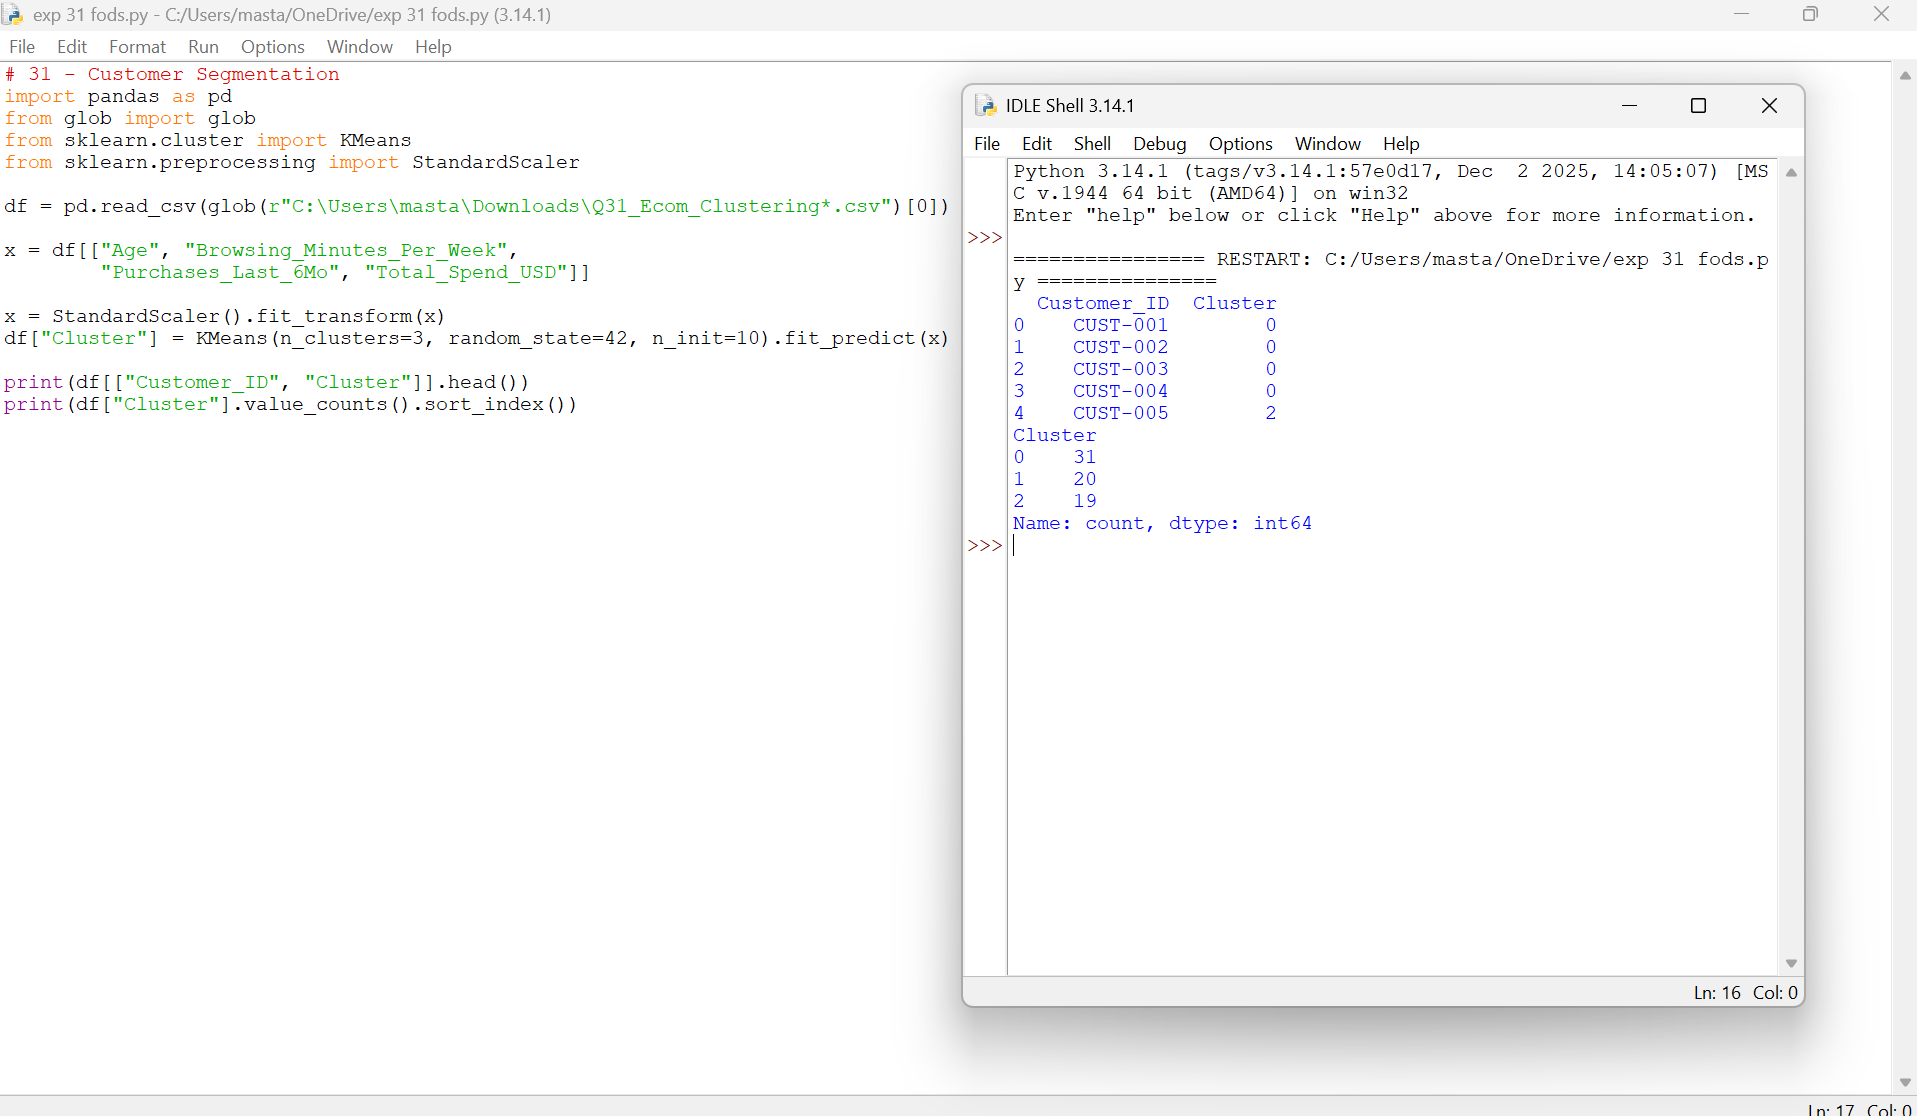 exp 31 fods.py - C:/Users/masta/OneDrive/exp 31 fods.py (3.14.1)
File Edit Format Run Options Window Help
# 31 - Customer Segmentation
import pandas as pd
from glob import glob
from sklearn.cluster import KMeans
from sklearn.preprocessing import StandardScaler
df = pd.read_csv(glob(r"C:\Users\masta\Downloads\Q31_Ecom_Clustering*.csv")[0])
x = df[["Age", "Browsing_Minutes_Per_Week",
        "Purchases_Last_6Mo", "Total_Spend_USD"]]
x = StandardScaler().fit_transform(x)
df["Cluster"] = KMeans(n_clusters=3, random_state=42, n_init=10).fit_predict(x)
print(df[["Customer_ID", "Cluster"]].head())
print(df["Cluster"].value_counts().sort_index())
IDLE Shell 3.14.1
File Edit Shell Debug Options Window Help
Python 3.14.1 (tags/v3.14.1:57e0d17, Dec  2 2025, 14:05:07) [MS
C v.1944 64 bit (AMD64)] on win32
Enter "help" below or click "Help" above for more information.
>>>
================ RESTART: C:/Users/masta/OneDrive/exp 31 fods.p
y ===============
  Customer_ID  Cluster
0    CUST-001        0
1    CUST-002        0
2    CUST-003        0
3    CUST-004        0
4    CUST-005        2
Cluster
0    31
1    20
2    19
Name: count, dtype: int64
>>>
Ln: 16 Col: 0
Ln: 17 Col: 0